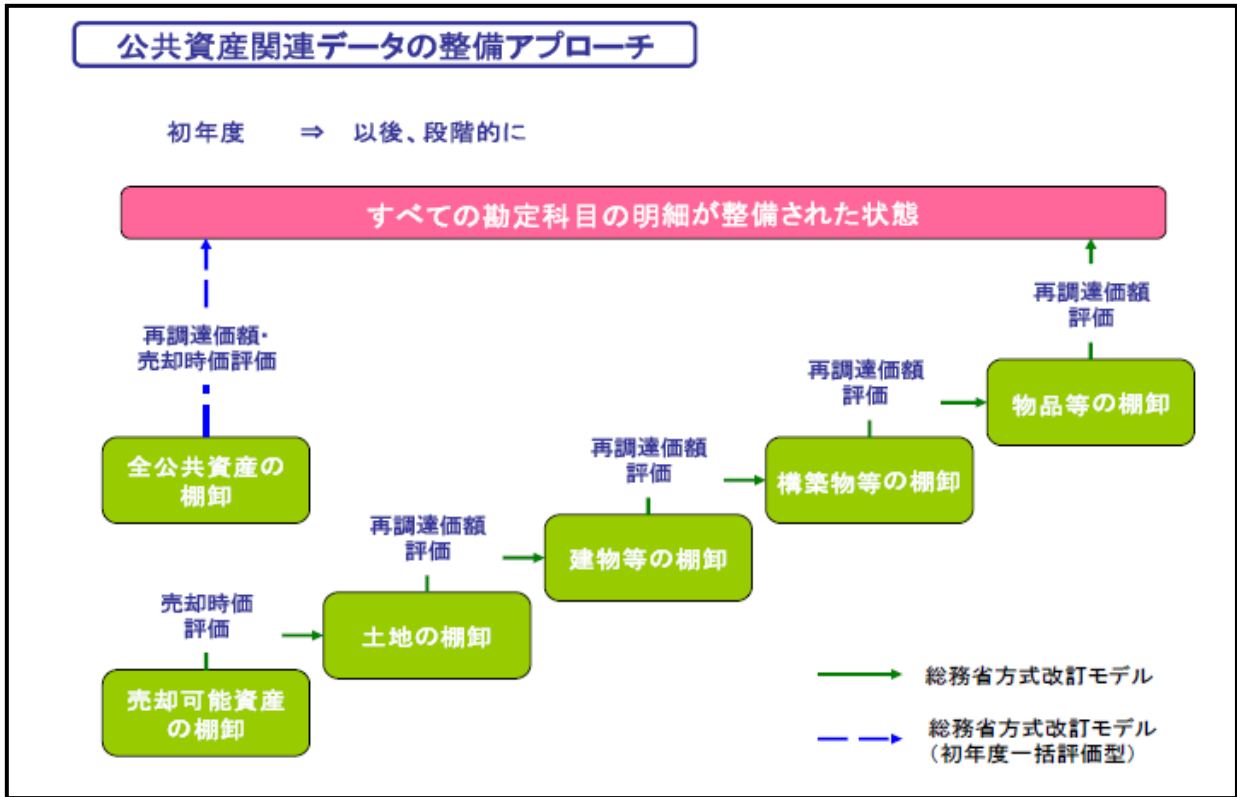 公共資産関連データの整備アプローチ
初年度 ⇒ 以後、段階的に
すべての勘定科目の明細が整備された状態
再調達価額・
売却時価評価
全公共資産の
棚卸
売却時価
評価
売却可能資産
の棚卸
再調達価額
評価
土地の棚卸
再調達価額
評価
建物等の棚卸
再調達価額
評価
構築物等の棚卸
再調達価額
評価
物品等の棚卸
総務省方式改訂モデル
総務省方式改訂モデル
（初年度一括評価型）